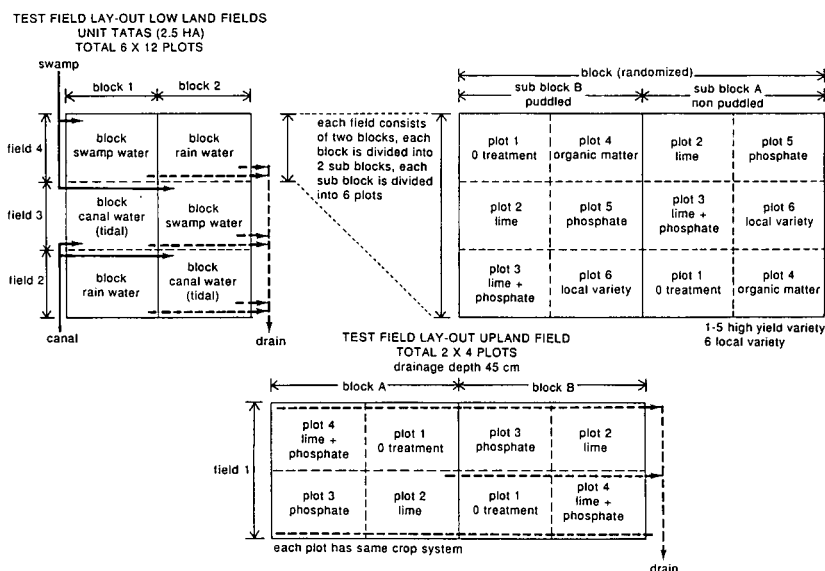 TEST FIELD LAY-OUT LOW LAND FIELDS
UNIT TATAS (2.5 HA)
TOTAL 6 X 12 PLOTS
swamp
block 1
block 2
field 4
block
swamp water
block
rain water
field 3
block
canal water
(tidal)
block
swamp water
field 2
block
rain water
block
canal water
(tidal)
canal
drain
each field consists
of two blocks, each
block is divided into
2 sub blocks, each
sub block is divided
into 6 plots
block (randomized)
sub block B
puddled
sub block A
non puddled
plot 1
0 treatment
plot 4
organic matter
plot 2
lime
plot 5
phosphate
plot 2
lime
plot 5
phosphate
plot 3
lime +
phosphate
plot 6
local variety
plot 3
lime +
phosphate
plot 6
local variety
plot 1
0 treatment
plot 4
organic matter
1-5 high yield variety
6 local variety
TEST FIELD LAY-OUT UPLAND FIELD
TOTAL 2 X 4 PLOTS
drainage depth 45 cm
block A
block B
field 1
plot 4
lime +
phosphate
plot 1
0 treatment
plot 3
phosphate
plot 2
lime
plot 3
phosphate
plot 2
lime
plot 1
0 treatment
plot 4
lime +
phosphate
each plot has same crop system
drain